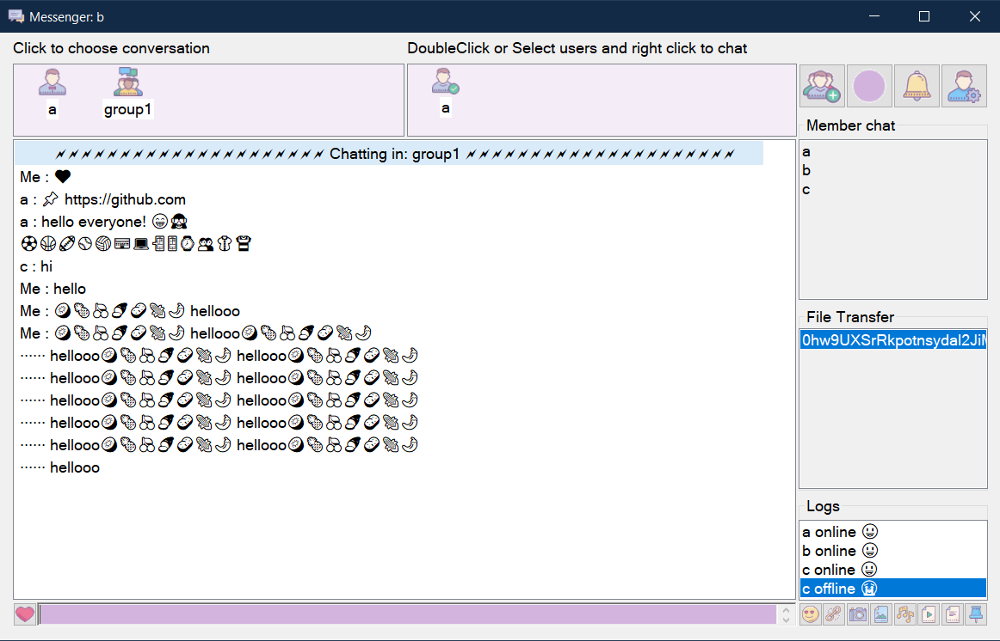 Messenger: b
Click to choose conversation
DoubleClick or Select users and right click to chat
a
group1
a
Chatting in: group1
Me : 🖤
a : 📌 https://github.com
a : hello everyone! 😁
c : hi
Me : hello
Me : 🥥🥜🍒🥖🥔🌽🌶 hellooo
Me : 🥥🥜🍒🥖🥔🌽🌶 hellooo🥥🥜🍒🥖🥔🌽🌶
······ hellooo🥥🥜🍒🥖🥔🌽🌶 hellooo🥥🥜🍒🥖🥔🌽🌶
······ hellooo🥥🥜🍒🥖🥔🌽🌶 hellooo🥥🥜🍒🥖🥔🌽🌶
······ hellooo🥥🥜🍒🥖🥔🌽🌶 hellooo🥥🥜🍒🥖🥔🌽🌶
······ hellooo🥥🥜🍒🥖🥔🌽🌶 hellooo🥥🥜🍒🥖🥔🌽🌶
······ hellooo🥥🥜🍒🥖🥔🌽🌶 hellooo🥥🥜🍒🥖🥔🌽🌶
······ hellooo
Member chat
a
b
c
File Transfer
0hw9UXSrRkpotnsydal2JiM
Logs
a online 😀
b online 😀
c online 😀
c offline 😭